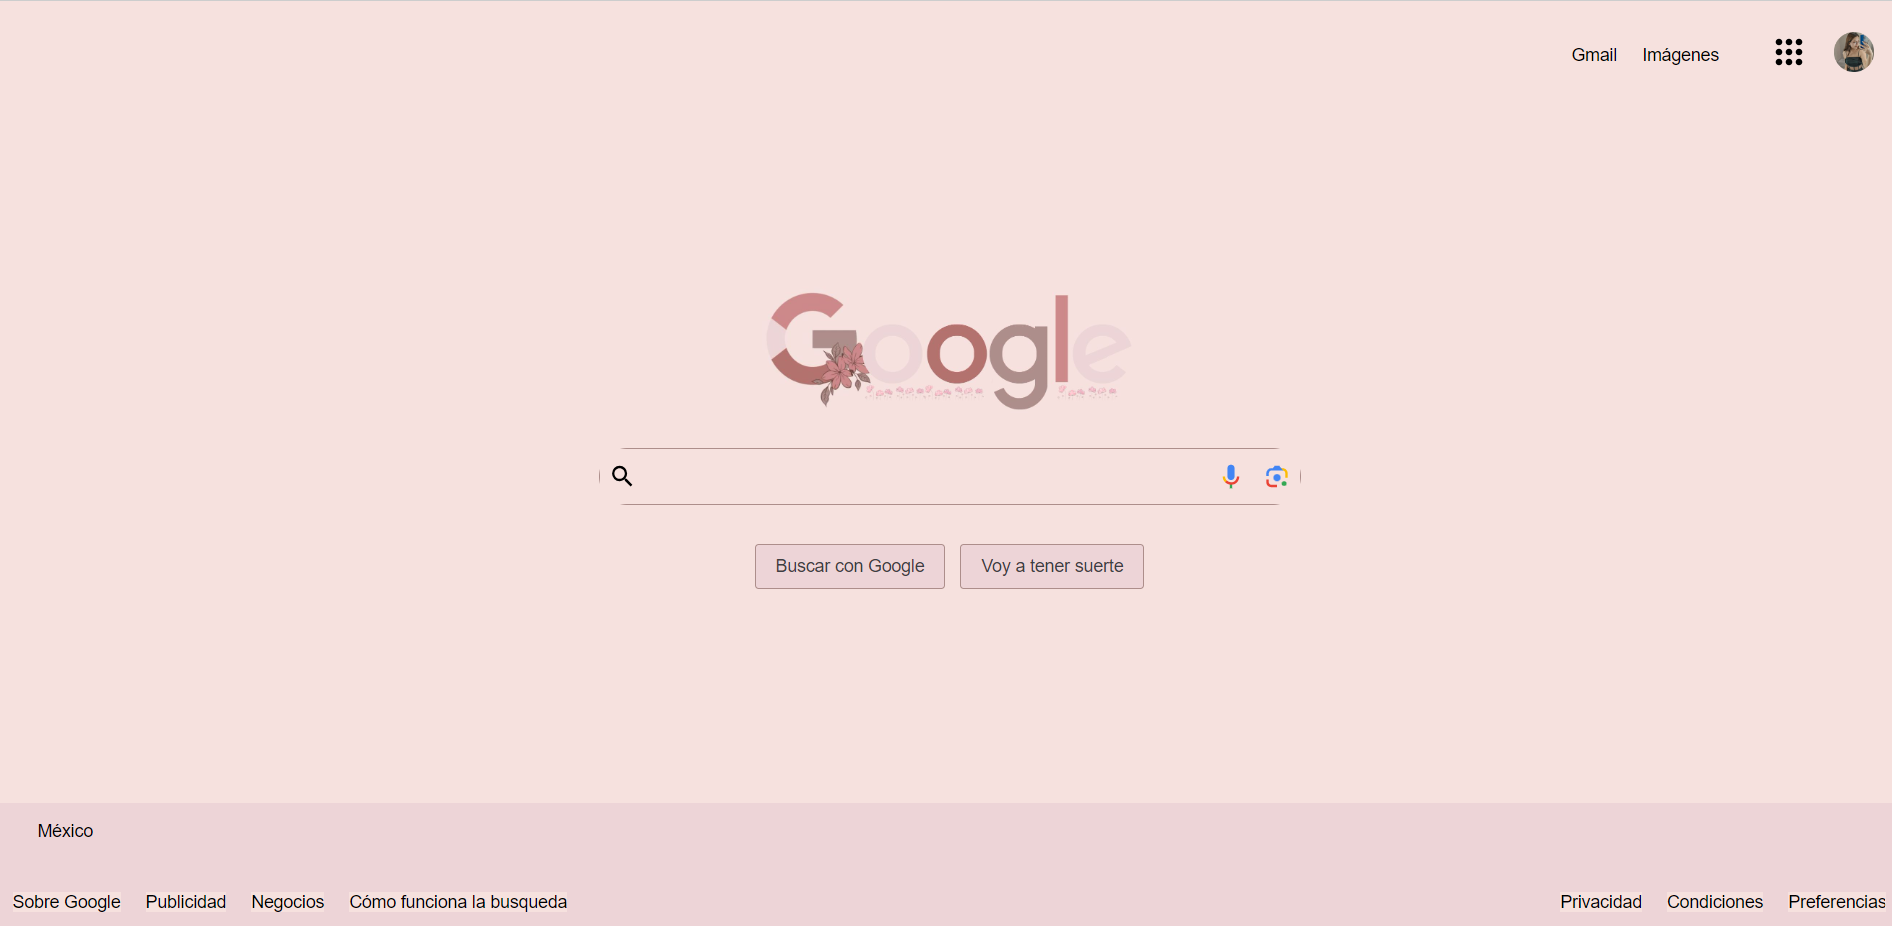 Gmail Imágenes
Google
Buscar con Google Voy a tener suerte
México
Sobre Google Publicidad Negocios Cómo funciona la busqueda Privacidad Condiciones Preferencias